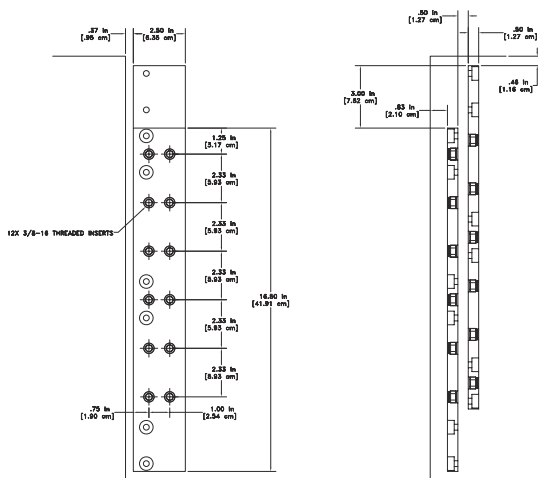 .37 in
[.95 cm]
2.50 in
[6.35 cm]
1.25 in
[3.17 cm]
2.33 in
[5.93 cm]
12X 3/8-16 THREADED INSERTS
2.33 in
[5.93 cm]
2.33 in
[5.93 cm]
16.50 in
[41.91 cm]
2.33 in
[5.93 cm]
2.33 in
[5.93 cm]
.75 in
[1.90 cm]
1.00 in
[2.54 cm]
.50 in
[1.27 cm]
.50 in
[1.27 cm]
.46 in
[1.16 cm]
3.00 in
[7.62 cm]
.83 in
[2.10 cm]